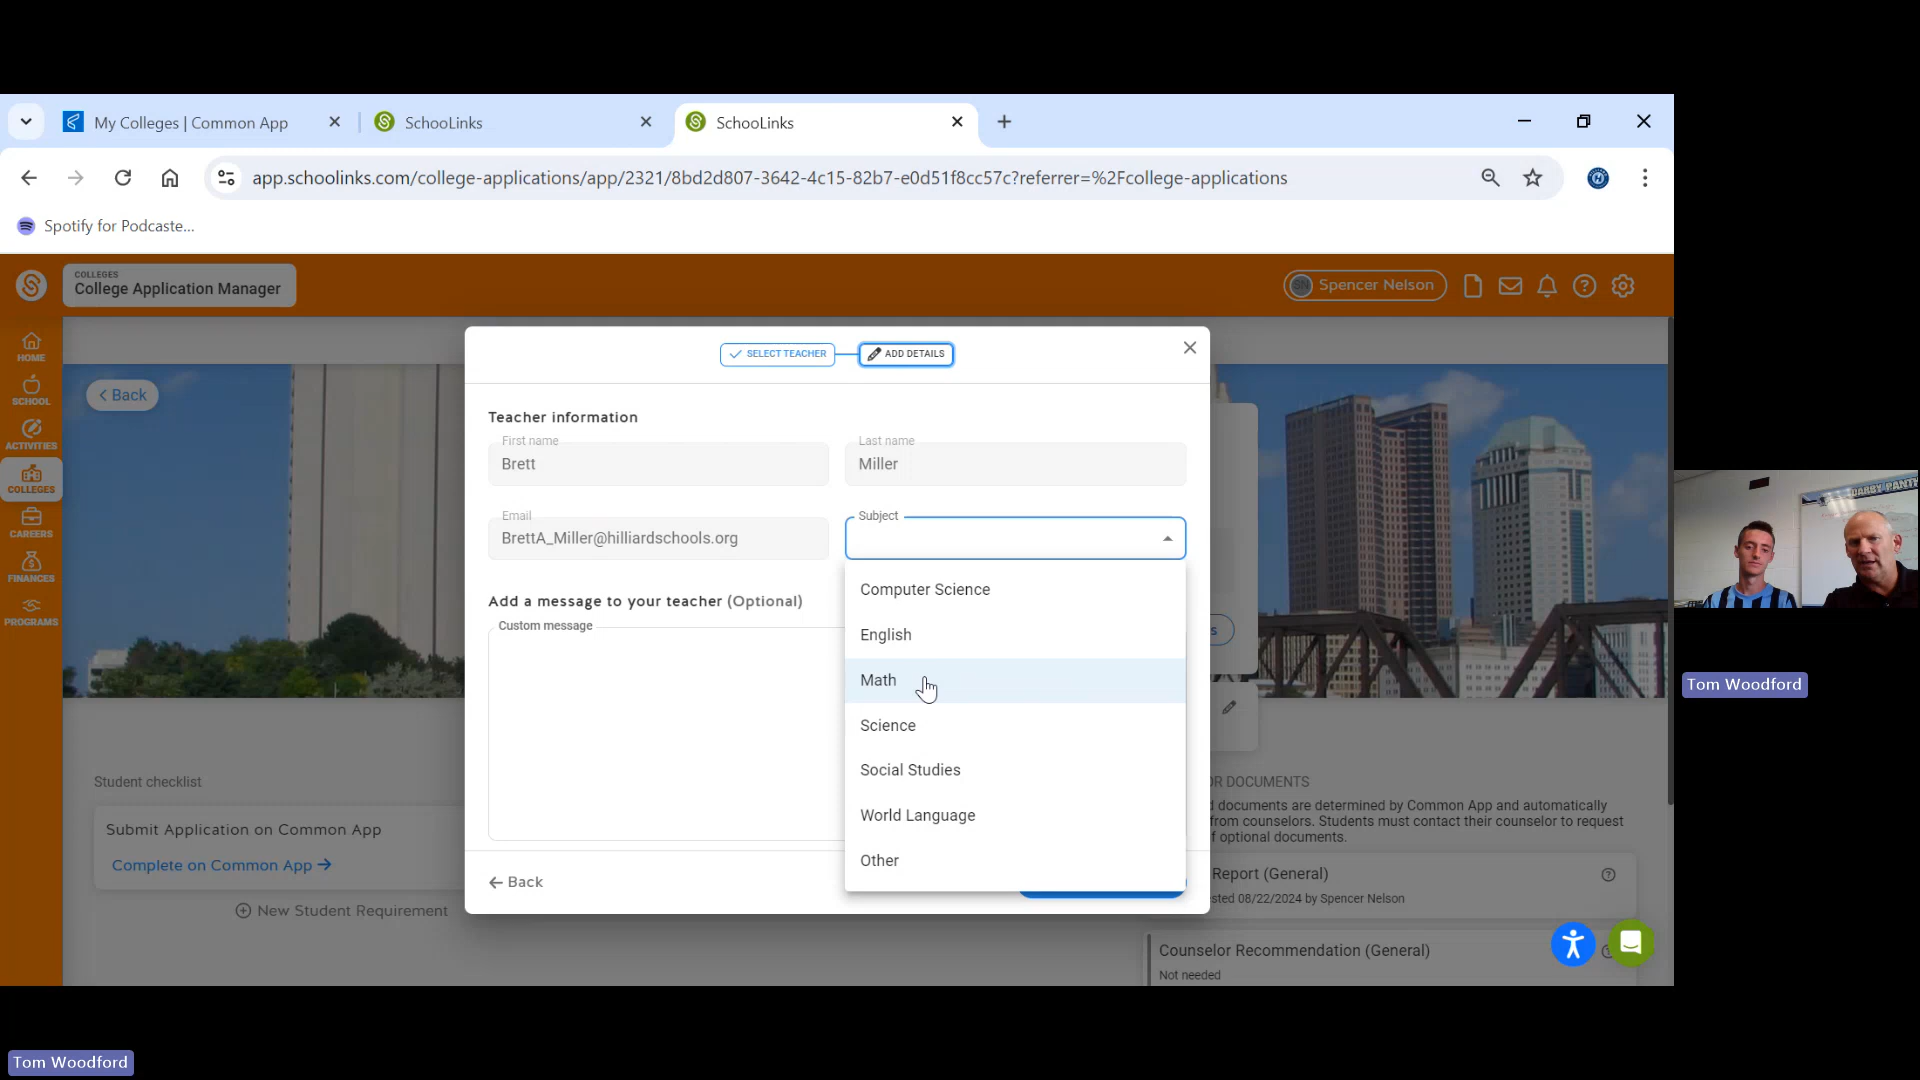 My Colleges | Common App
SchooLinks
SchooLinks
app.schoolinks.com/college-applications/app/2321/8bd2d807-3642-4c15-82b7-e0d51f8cc57c?referrer=%2Fcollege-applications
Spotify for Podcaste...
COLLEGES
College Application Manager
SN
Spencer Nelson
HOME
SCHOOL
ACTIVITIES
COLLEGES
CAREERS
FINANCES
PROGRAMS
Back
SELECT TEACHER
ADD DETAILS
Teacher information
First name
Brett
Last name
Miller
Email
BrettA_Miller@hilliardschools.org
Subject
Computer Science
English
Math
Science
Social Studies
World Language
Other
Add a message to your teacher (Optional)
Custom message
Back
Student checklist
Submit Application on Common App
Complete on Common App
New Student Requirement
s
OR DOCUMENTS
d documents are determined by Common App and automatically
from counselors. Students must contact their counselor to request
f optional documents.
Report (General)
sted 08/22/2024 by Spencer Nelson
Counselor Recommendation (General)
Not needed
DARBY PANT
Tom Woodford
Tom Woodford